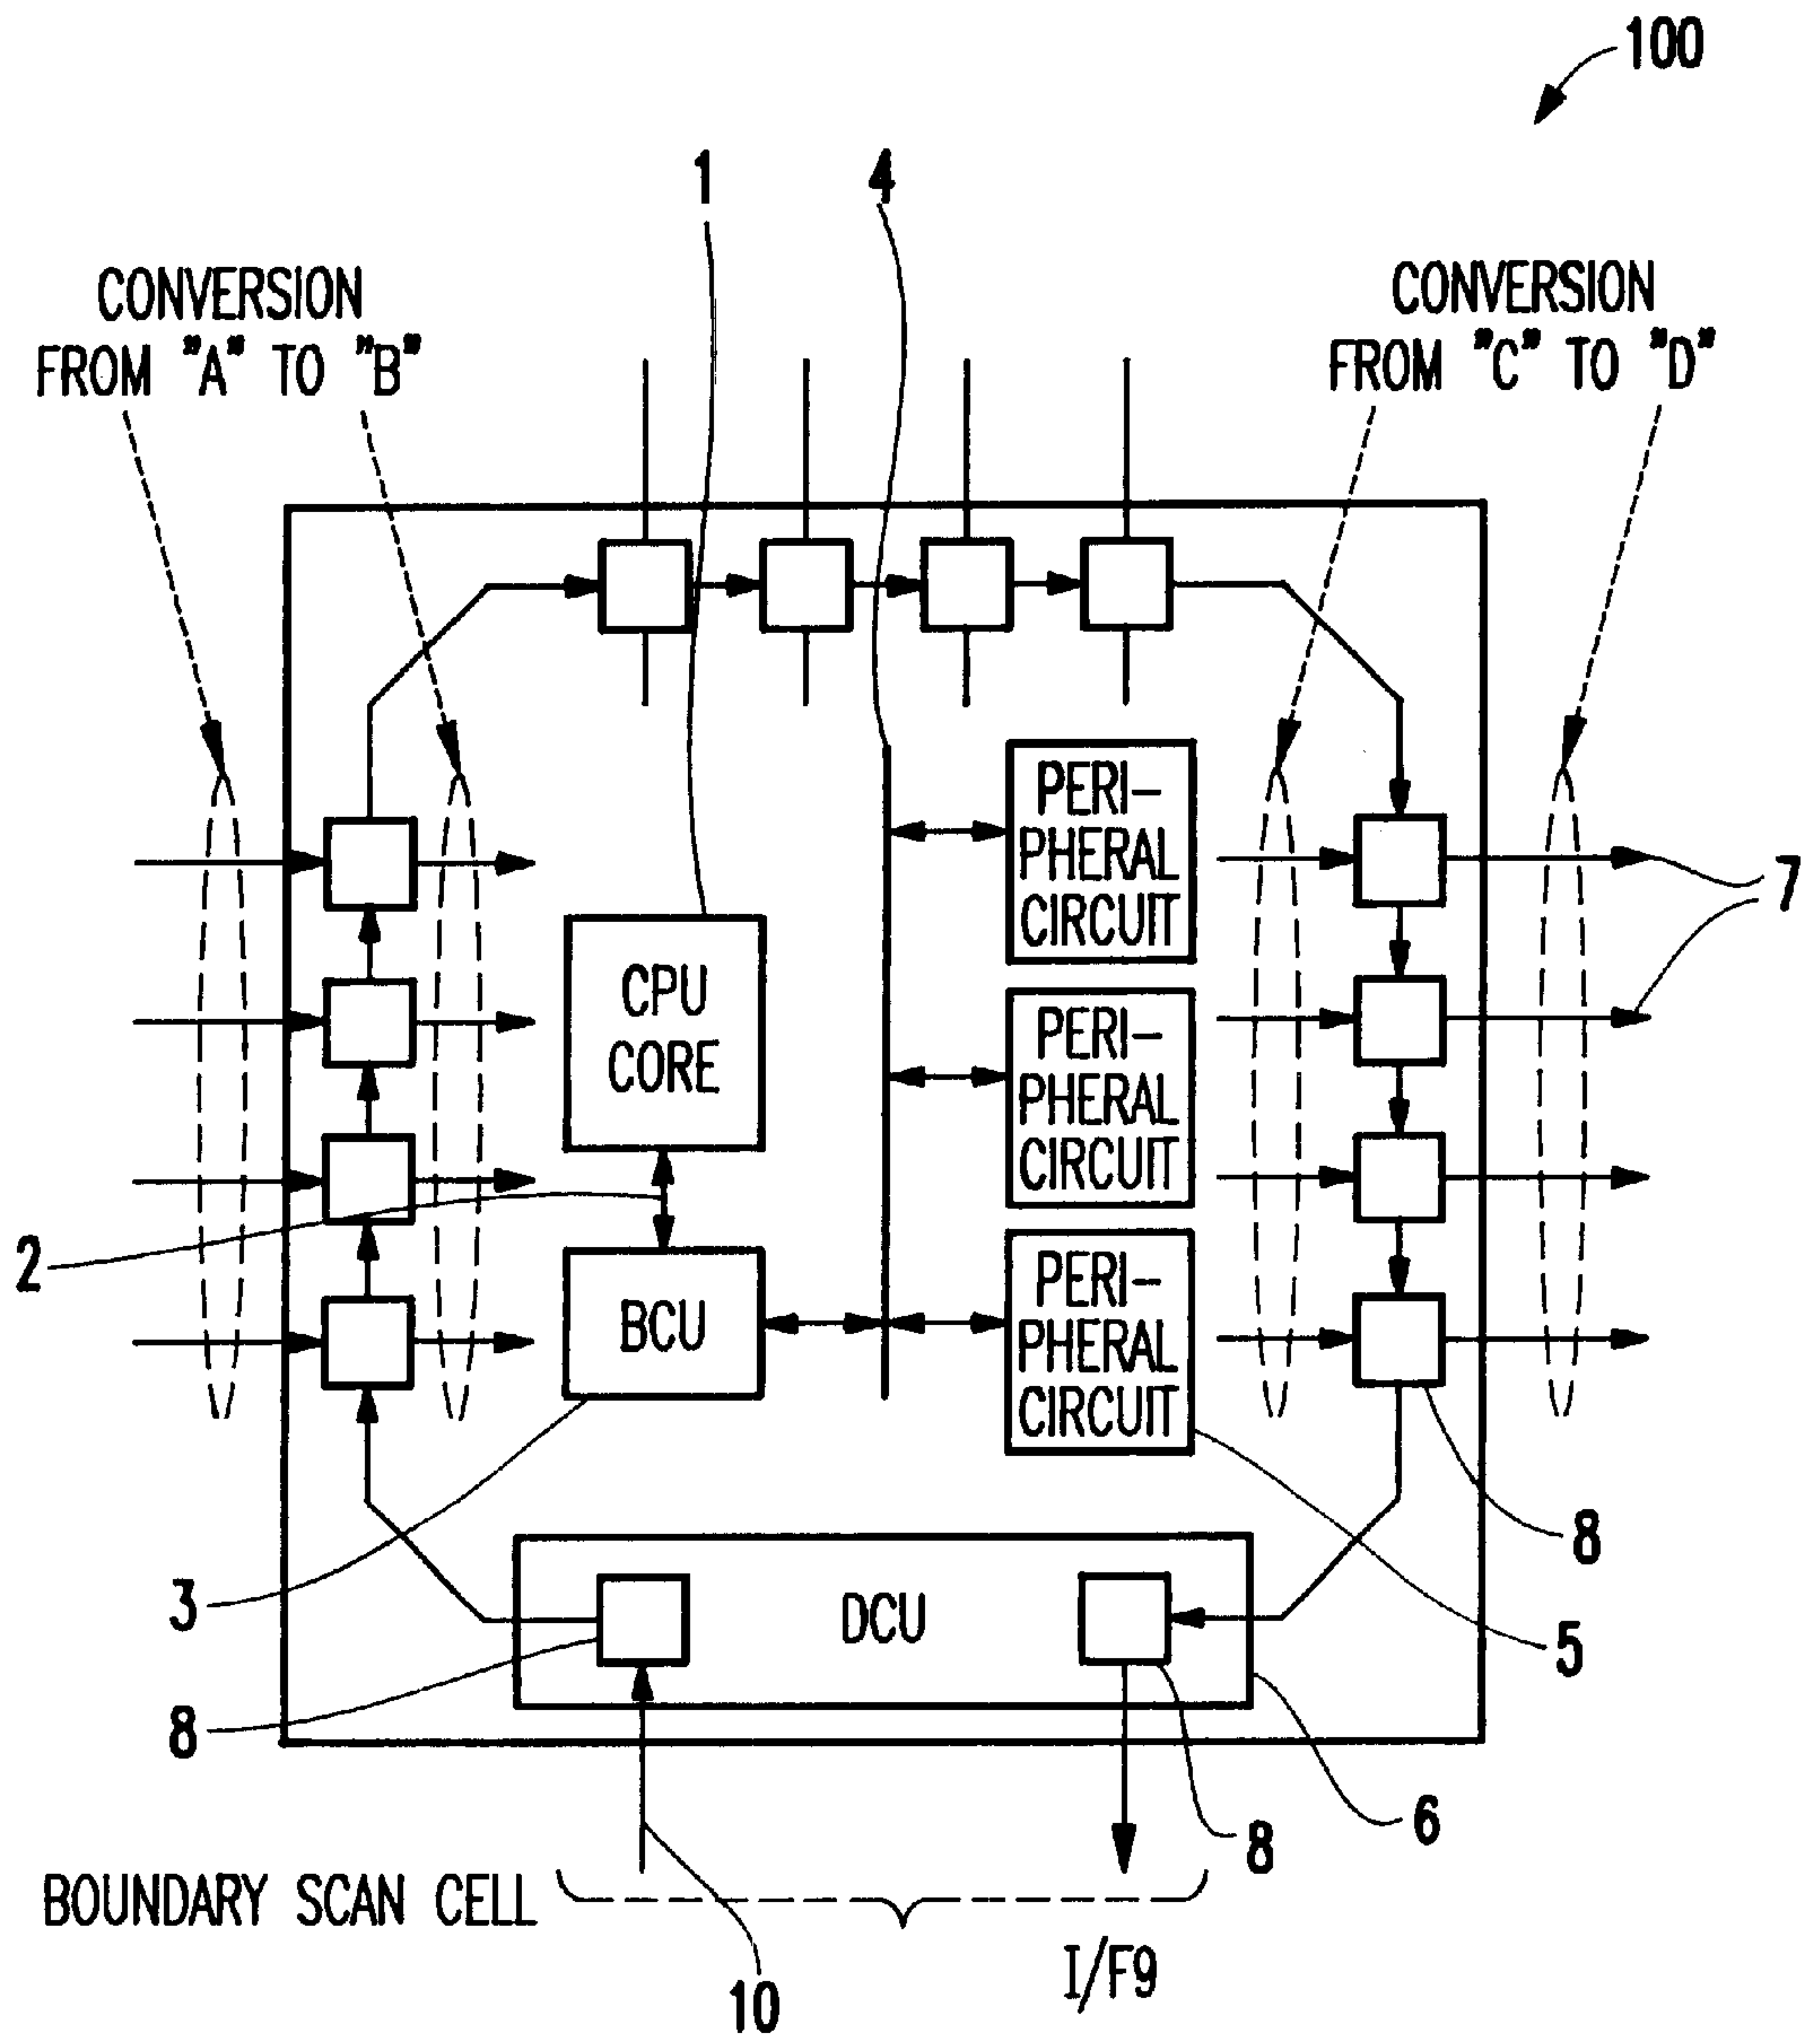 100
1
4
CONVERSION
FROM "A" TO "B"
CONVERSION
FROM "C" TO "D"
PERI-
PHERAL
CIRCUIT
7
CPU
CORE
PERI-
PHERAL
CIRCUIT
2
BCU
PERI-
PHERAL
CIRCUIT
8
3
DCU
5
8
6
8
BOUNDARY SCAN CELL
10
I/F9